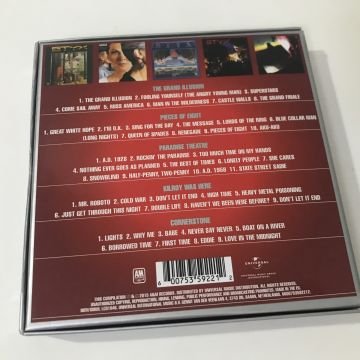 THE GRAND ILLUSION
1. THE GRAND ILLUSION 2. FOOLING YOURSELF (THE ANGRY YOUNG MAN) 3. SUPERSTARS
4. COME SAIL AWAY 5. MISS AMERICA 6. MAN IN THE WILDERNESS 7. CASTLE WALLS 8. THE GRAND FINALE
PIECES OF EIGHT
1. GREAT WHITE HOPE 2. I'M O.K. 3. SING FOR THE DAY 4. THE MESSAGE 5. LORDS OF THE RING 6. BLUE COLLAR MAN
(LONG NIGHTS) 7. QUEEN OF SPADES 8. RENEGADE 9. PIECES OF EIGHT 10. AKU-AKU
PARADISE THEATRE
1. A.D. 1928 2. ROCKIN' THE PARADISE 3. TOO MUCH TIME ON MY HANDS
4. NOTHING EVER GOES AS PLANNED 5. THE BEST OF TIMES 6. LONELY PEOPLE 7. SHE CARES
8. SNOWBLIND 9. HALF-PENNY, TWO-PENNY 10. A.D. 1958 11. STATE STREET SADIE
KILROY WAS HERE
1. MR. ROBOTO 2. COLD WAR 3. DON'T LET IT END 4. HIGH TIME 5. HEAVY METAL POISONING
6. JUST GET THROUGH THIS NIGHT 7. DOUBLE LIFE 8. HAVEN'T WE BEEN HERE BEFORE? 9. DON'T LET IT END
CORNERSTONE
1. LIGHTS 2. WHY ME 3. BABE 4. NEVER SAY NEVER 5. BOAT ON A RIVER
6. BORROWED TIME 7. FIRST TIME 8. EDDIE 9. LOVE IN THE MIDNIGHT
A&M
6 00753 59221 2
UNIVERSAL